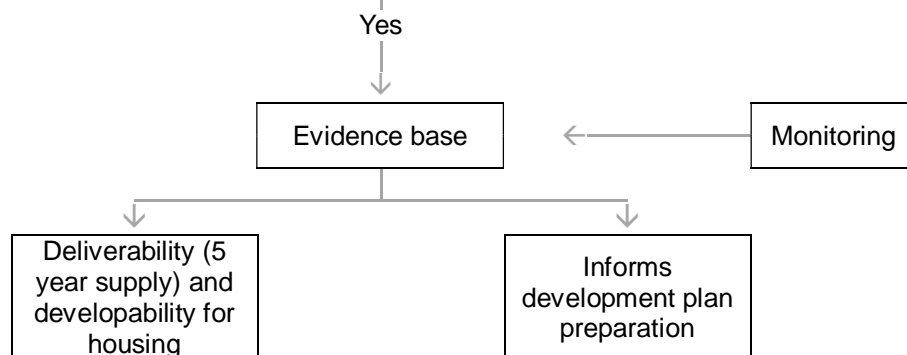 Yes
Evidence base
Monitoring
Deliverability (5
year supply) and
developability for
housing
Informs
development plan
preparation